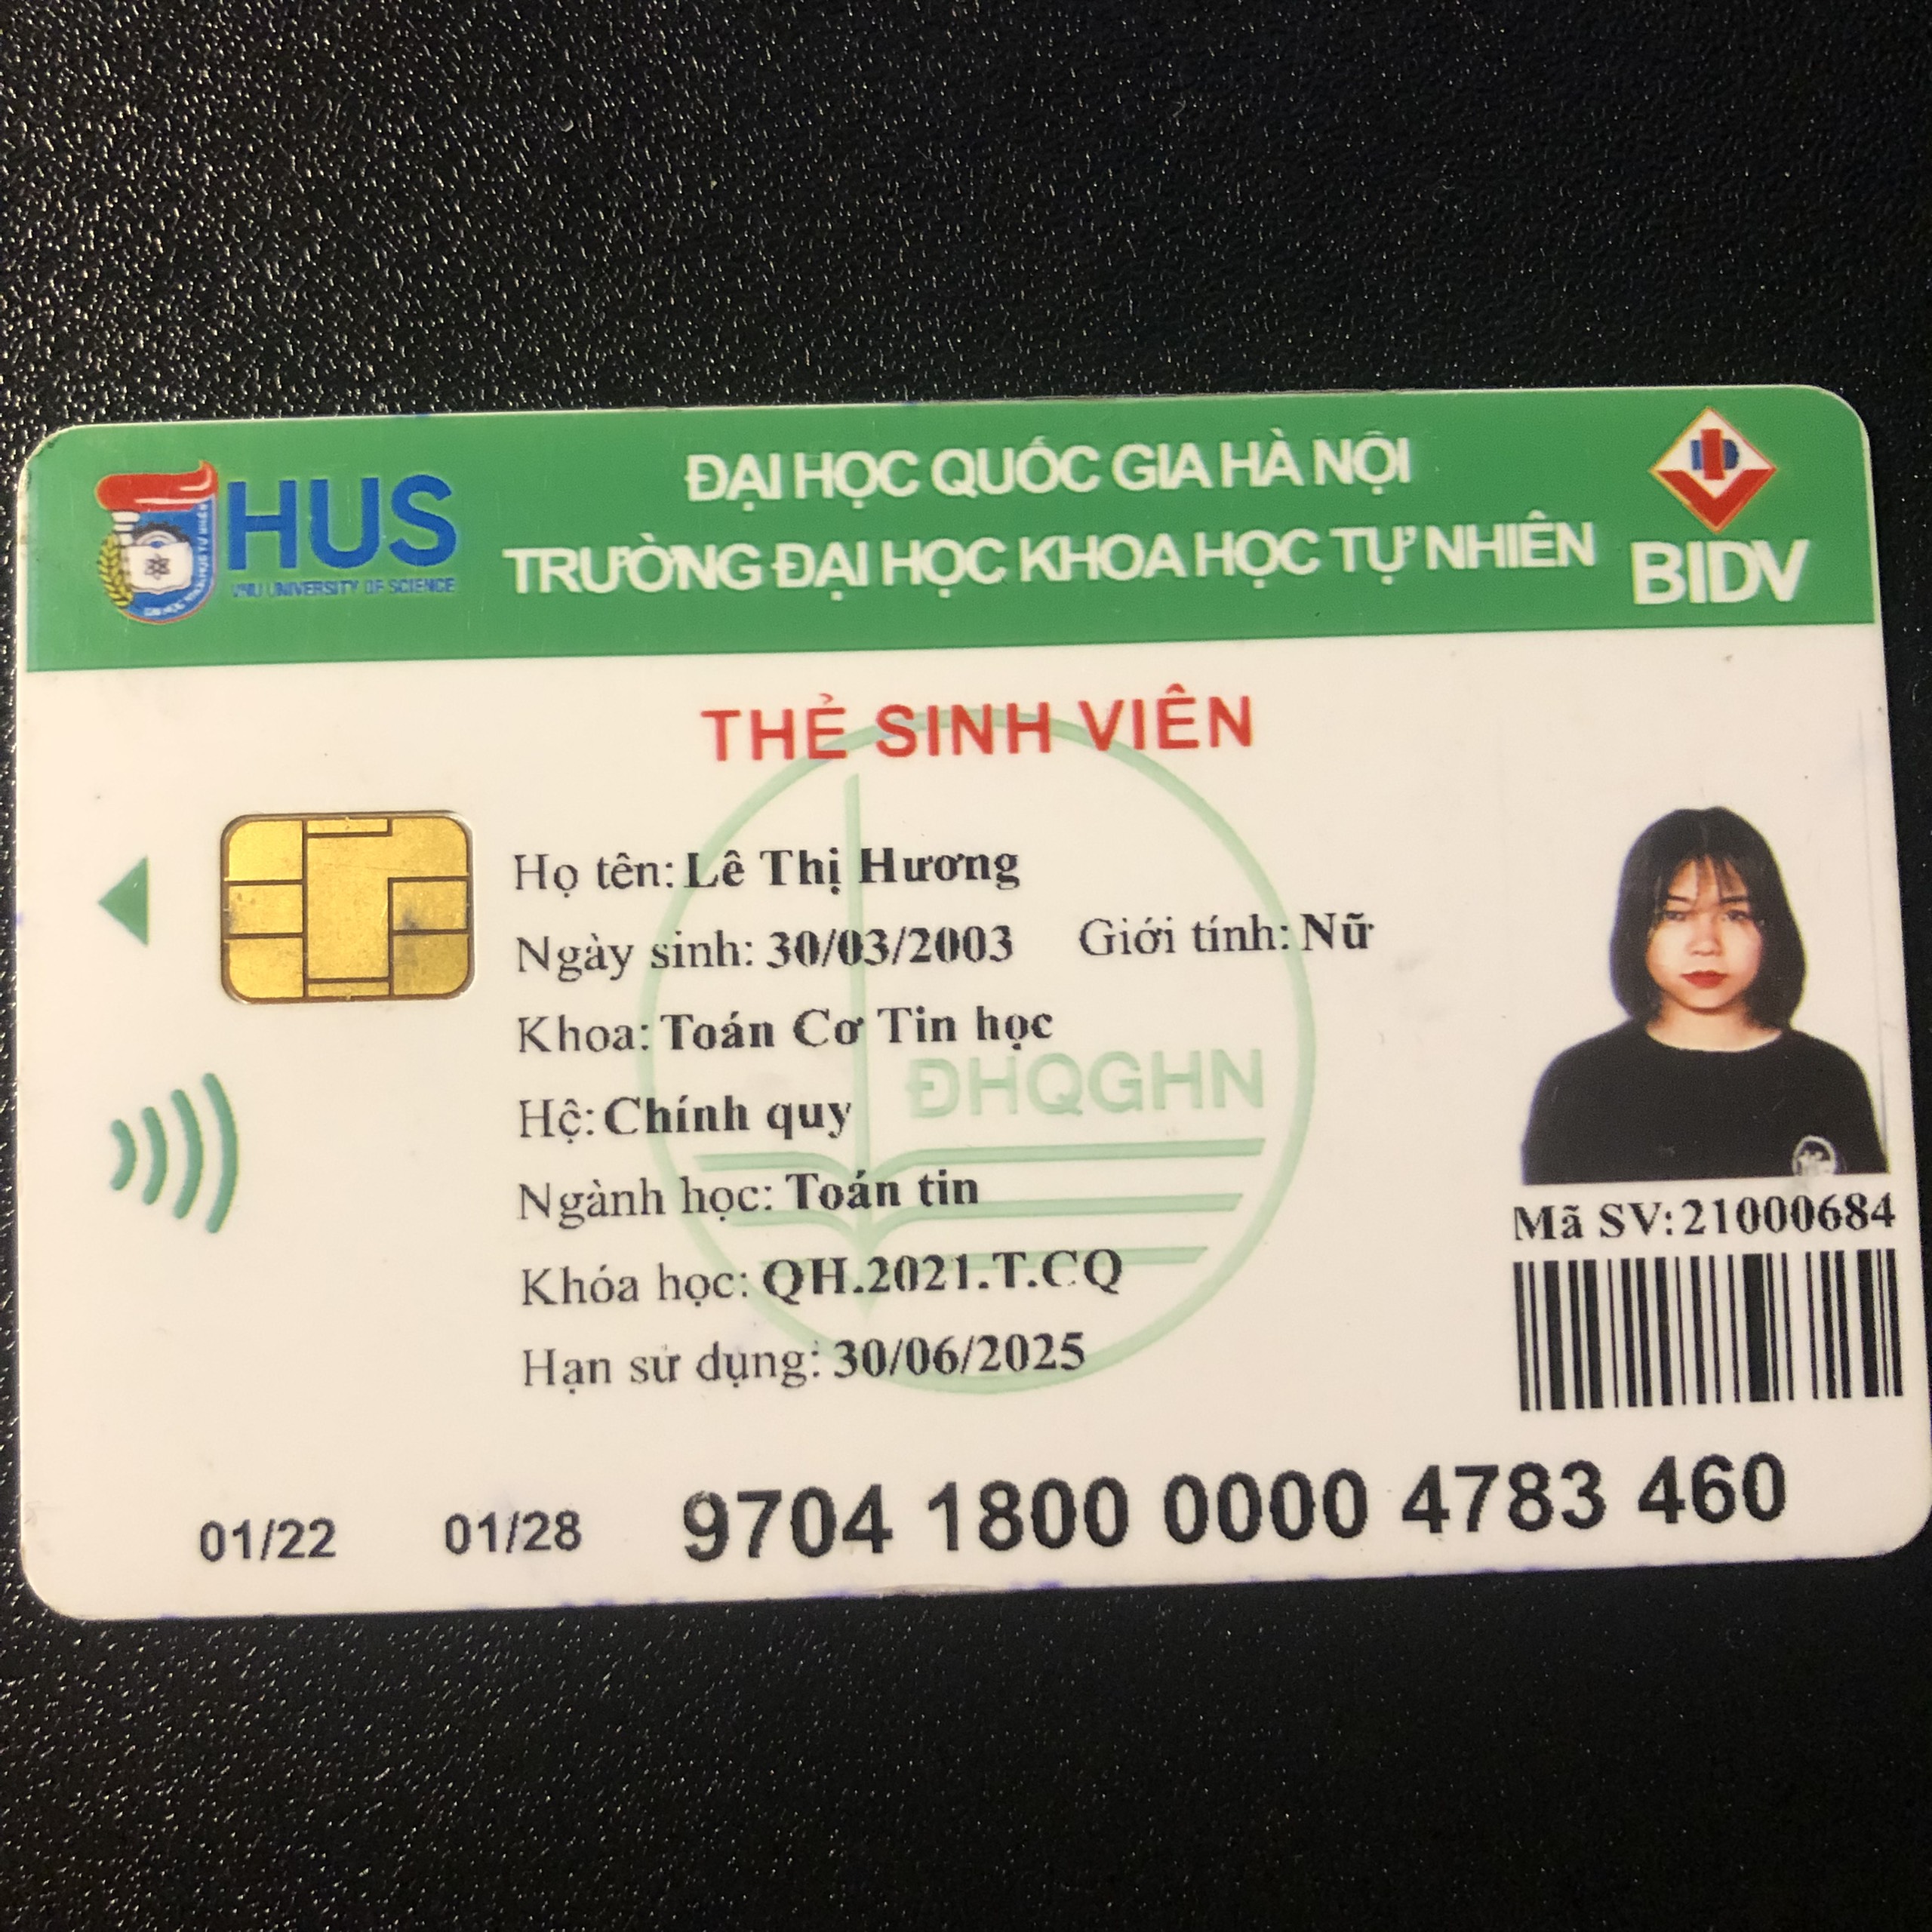 HUS
VNU UNIVERSITY OF SCIENCE
ĐẠI HỌC QUỐC GIA HÀ NỘI
TRƯỜNG ĐẠI HỌC KHOA HỌC TỰ NHIÊN
BIDV
THẺ SINH VIÊN
Họ tên: Lê Thị Hương
Ngày sinh: 30/03/2003 Giới tính: Nữ
Khoa: Toán Cơ Tin học
ĐHQGHN
Hệ: Chính quy
Ngành học: Toán tin
Khóa học: QH.2021.T.CQ
Hạn sử dụng: 30/06/2025
Mã SV: 21000684
01/22 01/28 9704 1800 0000 4783 460